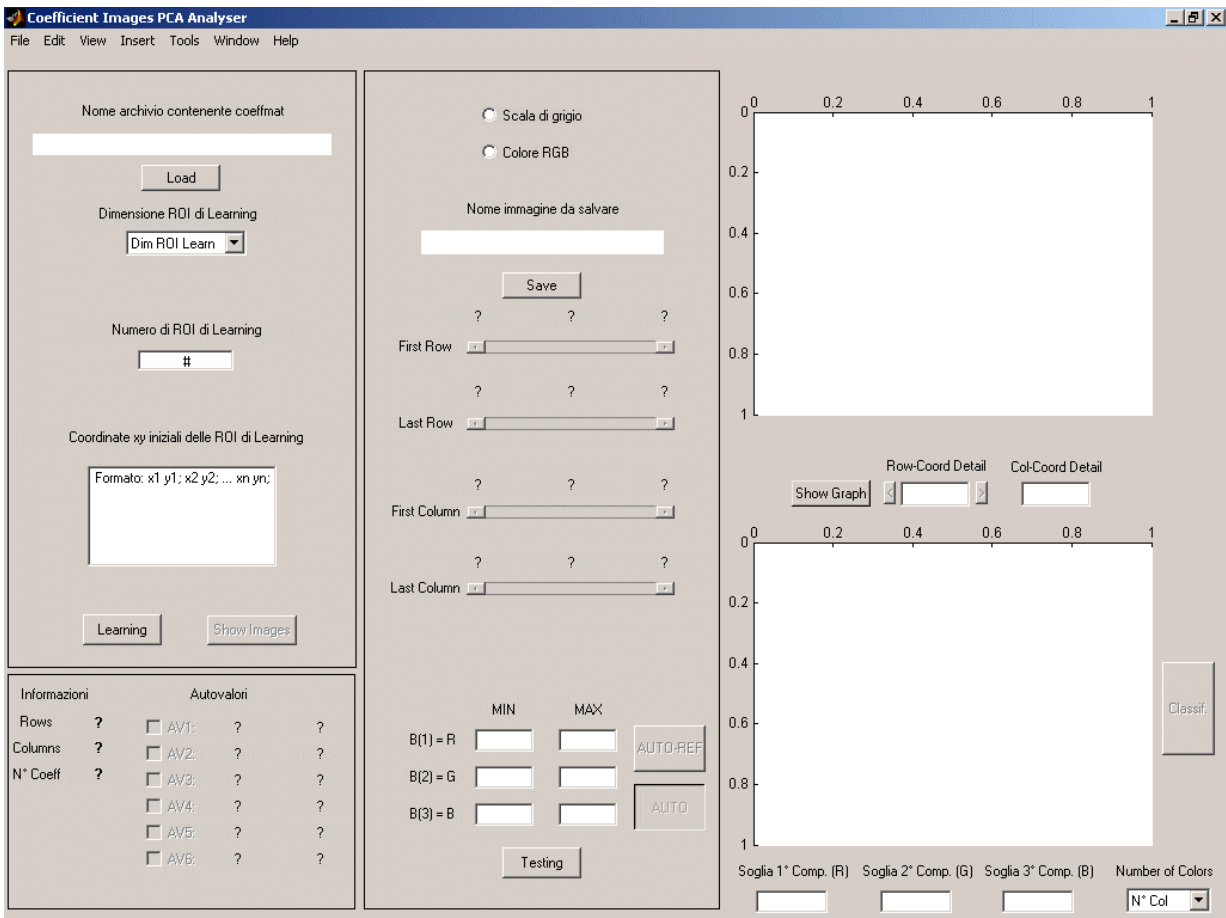 Coefficient Images PCA Analyser
File Edit View Insert Tools Window Help
Nome archivio contenente coeffmat
Load
Dimensione ROI di Learning
Dim ROI Learn
Numero di ROI di Learning
#
Coordinate xy iniziali delle ROI di Learning
Formato: x1 y1; x2 y2; ... xn yn;
Learning Show Images
Informazioni Autovalori
Rows ?
Columns ?
N° Coeff ?
AV1: ? ?
AV2: ? ?
AV3: ? ?
AV4: ? ?
AV5: ? ?
AV6: ? ?
Scala di grigio
Colore RGB
Nome immagine da salvare
Save
? ? ?
First Row
? ? ?
Last Row
? ? ?
First Column
? ? ?
Last Column
MIN MAX
B(1) = R
B(2) = G
B(3) = B
AUTO-REF
AUTO
Testing
0 0.2 0.4 0.6 0.8 1
0
0.2
0.4
0.6
0.8
1
Row-Coord Detail Col-Coord Detail
Show Graph < >
0 0.2 0.4 0.6 0.8 1
0
0.2
0.4
0.6
0.8
1
Classif.
Soglia 1° Comp. (R) Soglia 2° Comp. (G) Soglia 3° Comp. (B) Number of Colors
N° Col